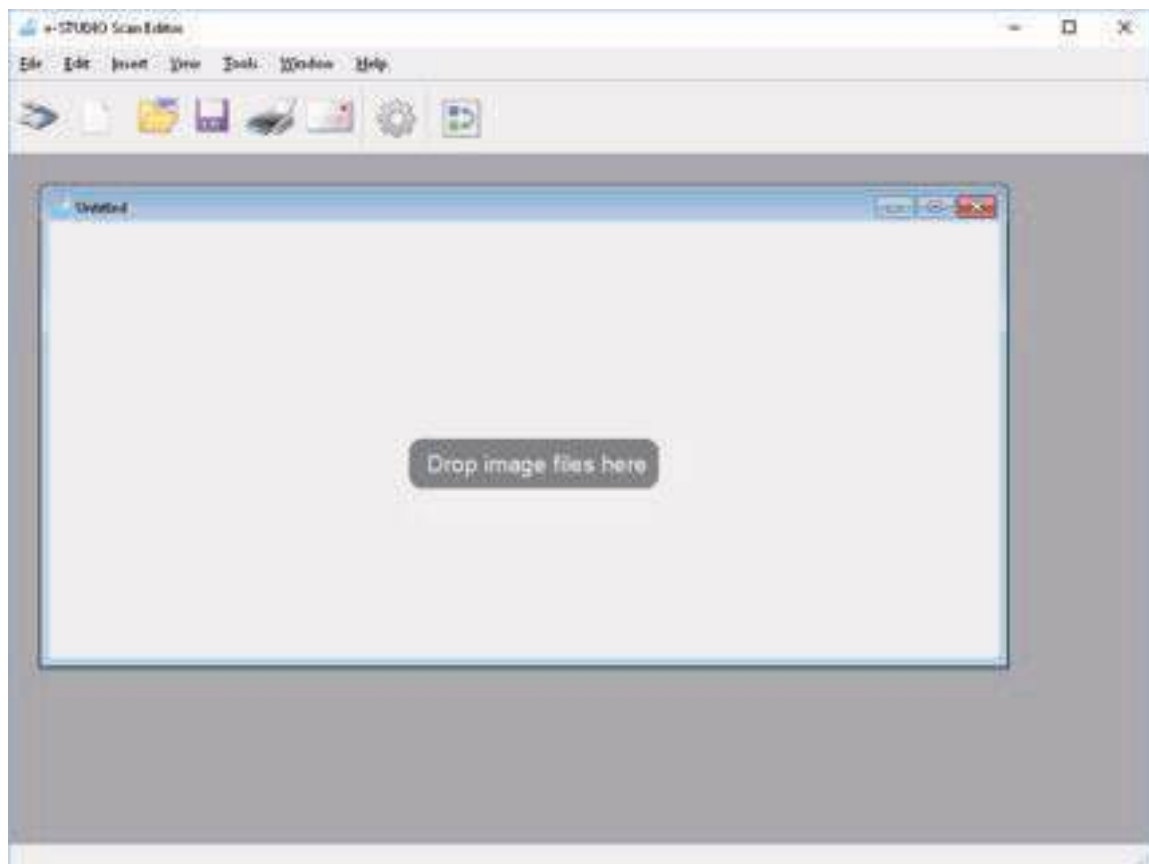 e-STUDIO Scan Editor
File Edit Insert View Tools Window Help
Untitled
Drop image files here